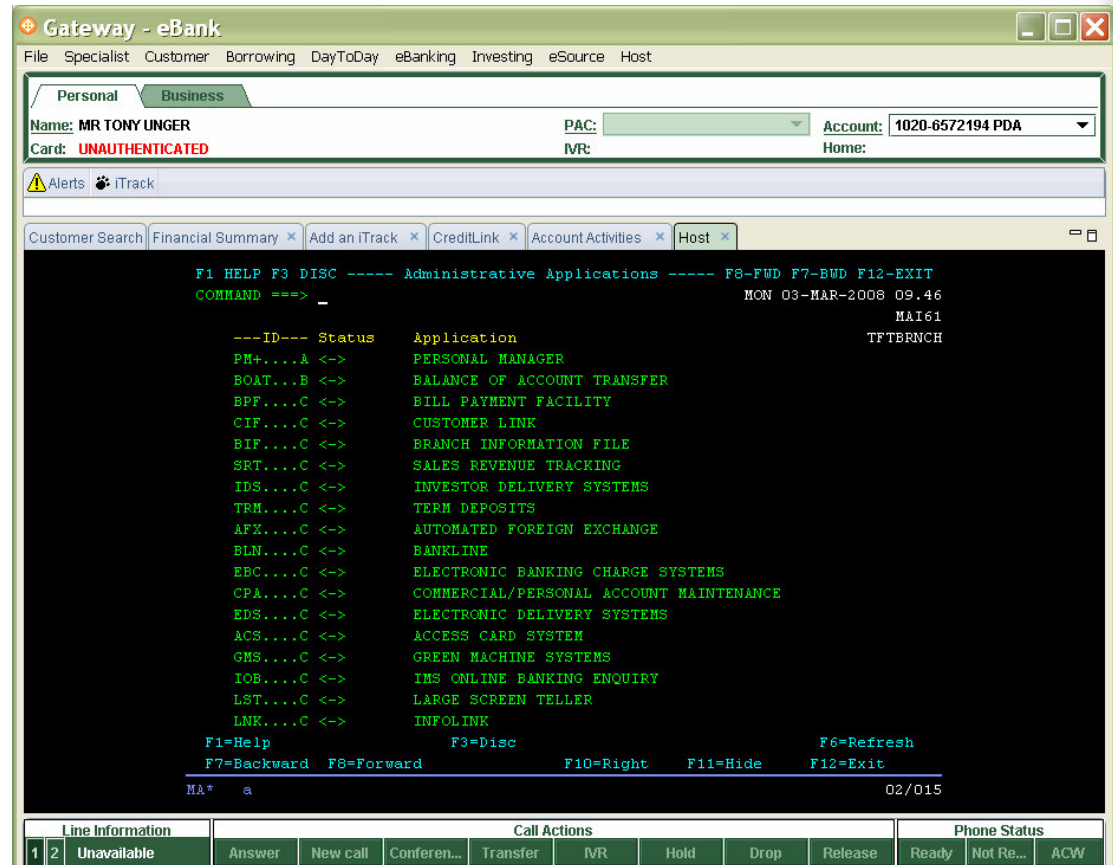 Gateway - eBank
File Specialist Customer Borrowing DayToDay eBanking Investing eSource Host
Personal Business
Name: MR TONY UNGER PAC: Account: 1020-6572194 PDA
Card: UNAUTHENTICATED IVR: Home:
Alerts iTrack
Customer Search Financial Summary × Add an iTrack × CreditLink × Account Activities × Host ×
F1 HELP F3 DISC ----- Administrative Applications ----- F8-FWD F7-BWD F12-EXIT
COMMAND ===> _ MON 03-MAR-2008 09.46
MAI61
---ID--- Status Application TFTBRNCH
PM+....A <-> PERSONAL MANAGER
BOAT...B <-> BALANCE OF ACCOUNT TRANSFER
BPF....C <-> BILL PAYMENT FACILITY
CIF....C <-> CUSTOMER LINK
BIF....C <-> BRANCH INFORMATION FILE
SRT....C <-> SALES REVENUE TRACKING
IDS....C <-> INVESTOR DELIVERY SYSTEMS
TRM....C <-> TERM DEPOSITS
AFX....C <-> AUTOMATED FOREIGN EXCHANGE
BLN....C <-> BANKLINE
EBC....C <-> ELECTRONIC BANKING CHARGE SYSTEMS
CPA....C <-> COMMERCIAL/PERSONAL ACCOUNT MAINTENANCE
EDS....C <-> ELECTRONIC DELIVERY SYSTEMS
ACS....C <-> ACCESS CARD SYSTEM
GMS....C <-> GREEN MACHINE SYSTEMS
IOB....C <-> IMS ONLINE BANKING ENQUIRY
LST....C <-> LARGE SCREEN TELLER
LNK....C <-> INFOLINK
F1=Help F3=Disc F6=Refresh
F7=Backward F8=Forward F10=Right F11=Hide F12=Exit
MA* a 02/015
Line Information Call Actions Phone Status
1 2 Unavailable Answer New call Conferen... Transfer IVR Hold Drop Release Ready Not Re... ACW